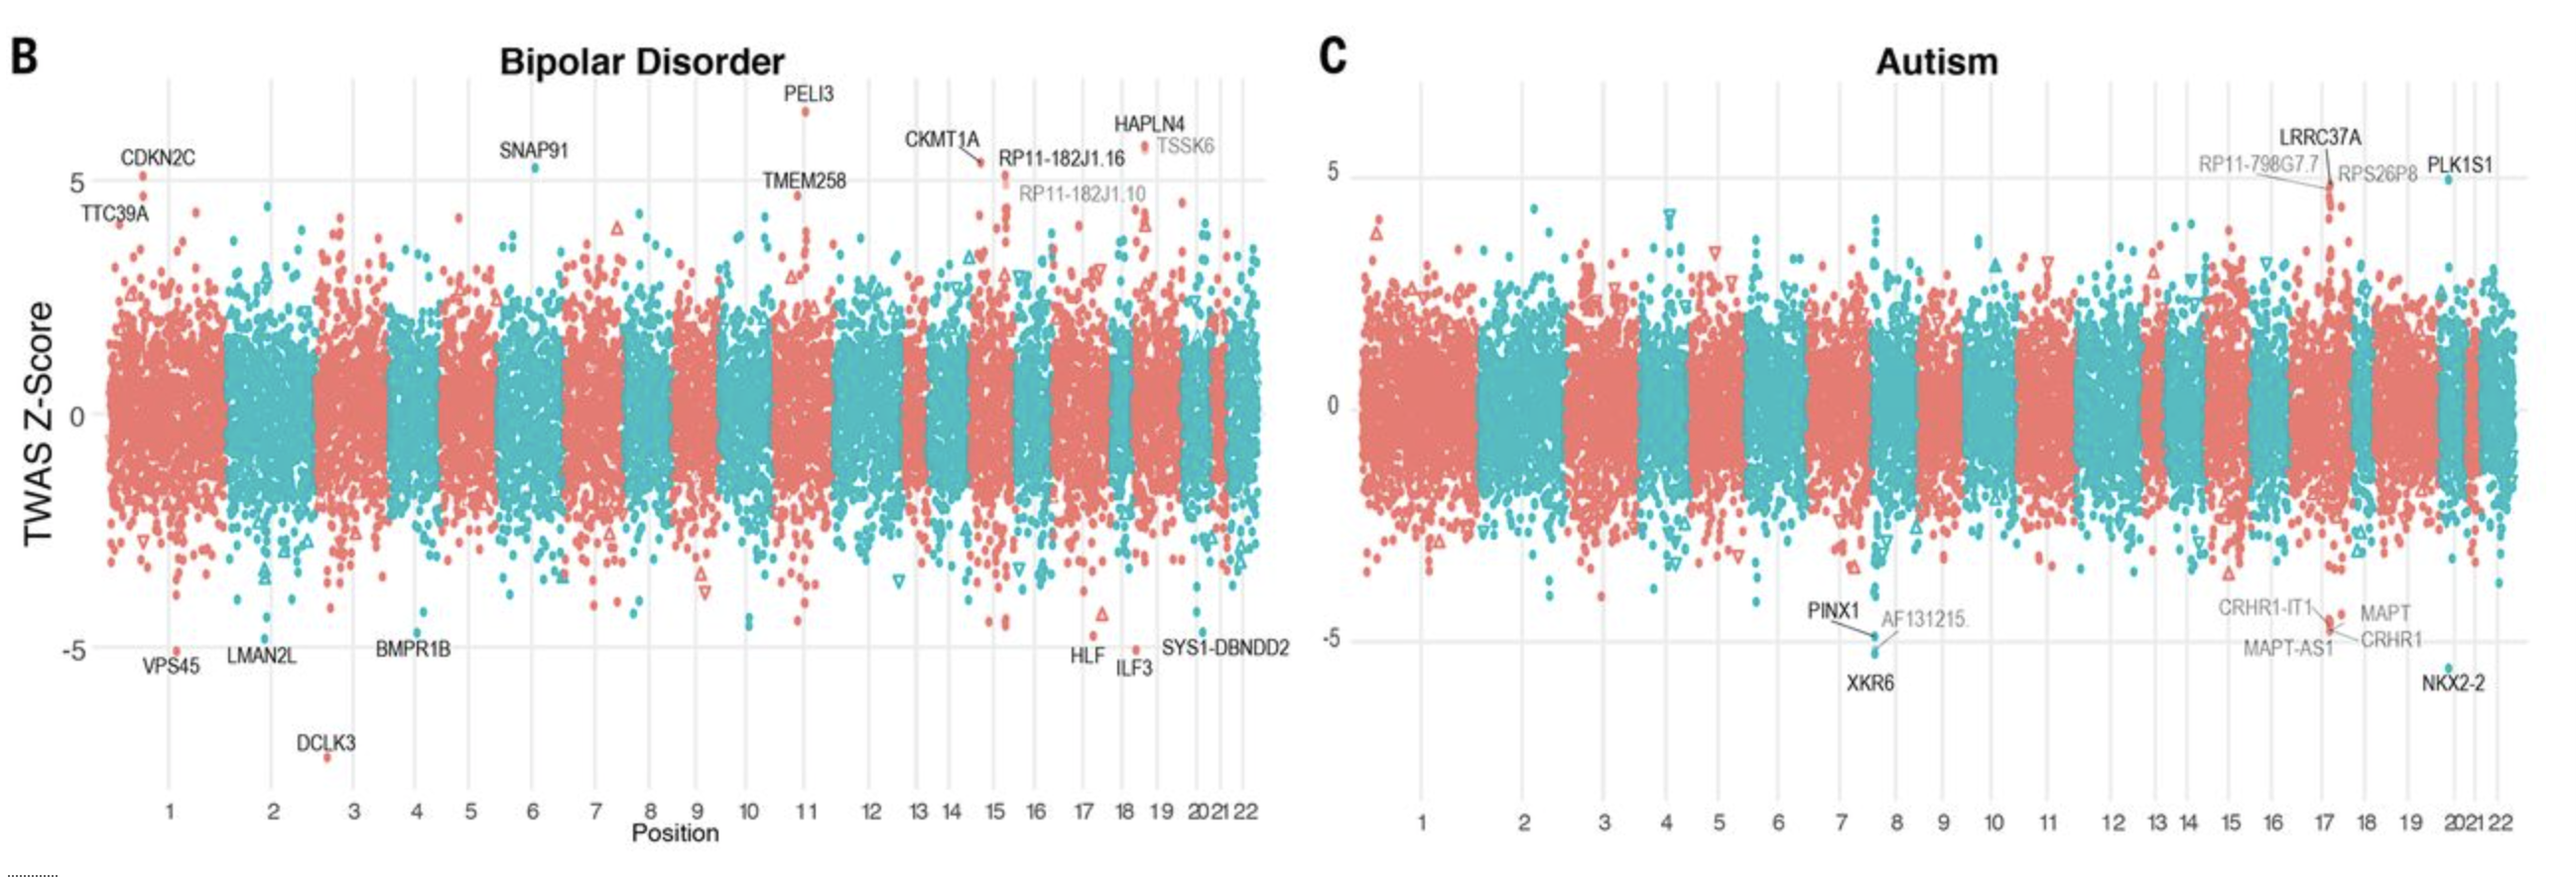 B
Bipolar Disorder
PELI3
HAPLN4
CKMT1A
TSSK6
SNAP91
CDKN2C
RP11-182J1.16
5
TMEM258
RP11-182J1.10
TTC39A
TWAS Z-Score
0
-5
VPS45
LMAN2L
BMPR1B
HLF
ILF3
SYS1-DBNDD2
DCLK3
1 2 3 4 5 6 7 8 9 10 11 12 13 14 15 16 17 18 19 20 21 22
Position
C
Autism
LRRC37A
RP11-798G7.7
RPS26P8
PLK1S1
5
0
PINX1
AF131215.
CRHR1-IT1
MAPT
-5
MAPT-AS1
CRHR1
XKR6
NKX2-2
1 2 3 4 5 6 7 8 9 10 11 12 13 14 15 16 17 18 19 20 21 22